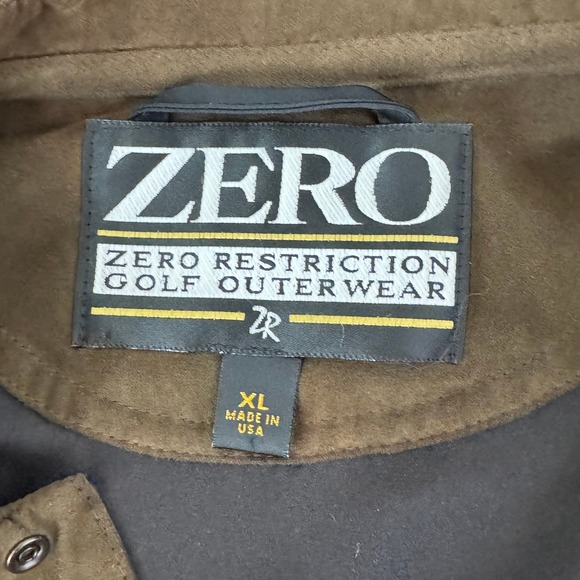 ZERO
ZERO RESTRICTION
GOLF OUTERWEAR
ZR
XL
MADE IN
USA